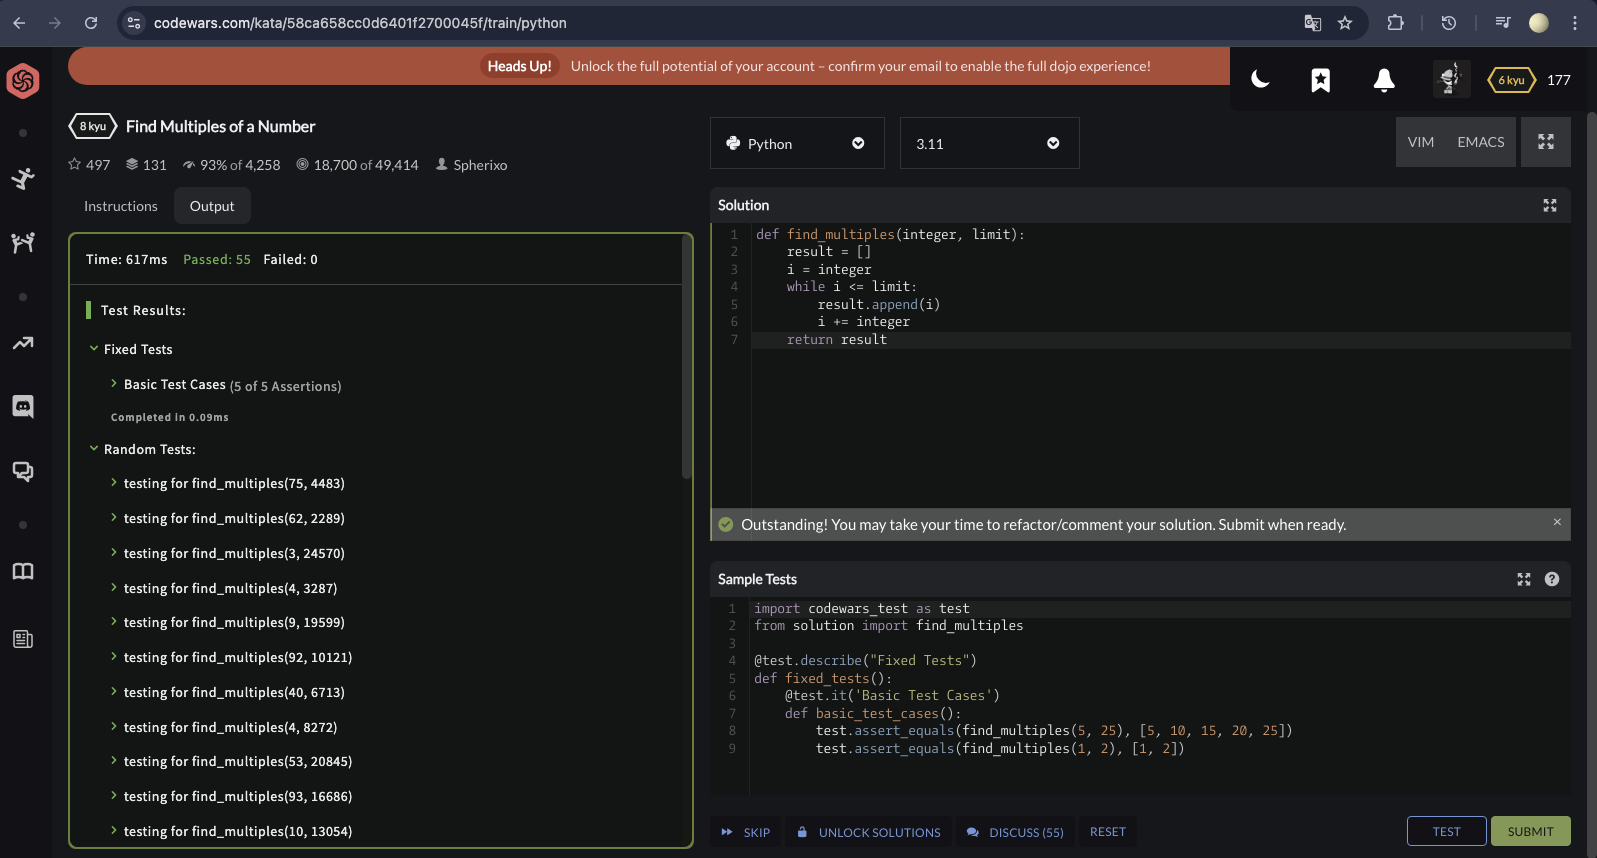 codewars.com/kata/58ca658cc0d6401f2700045f/train/python
Heads Up! Unlock the full potential of your account – confirm your email to enable the full dojo experience!
6 kyu 177
8 kyu Find Multiples of a Number
497 131 93% of 4,258 18,700 of 49,414 Spherixo
Instructions Output
Time: 617ms Passed: 55 Failed: 0
Test Results:
Fixed Tests
Basic Test Cases (5 of 5 Assertions)
Completed in 0.09ms
Random Tests:
testing for find_multiples(75, 4483)
testing for find_multiples(62, 2289)
testing for find_multiples(3, 24570)
testing for find_multiples(4, 3287)
testing for find_multiples(9, 19599)
testing for find_multiples(92, 10121)
testing for find_multiples(40, 6713)
testing for find_multiples(4, 8272)
testing for find_multiples(53, 20845)
testing for find_multiples(93, 16686)
testing for find_multiples(10, 13054)
Python 3.11 VIM EMACS
Solution
1 def find_multiples(integer, limit):
2     result = []
3     i = integer
4     while i <= limit:
5         result.append(i)
6         i += integer
7     return result
Outstanding! You may take your time to refactor/comment your solution. Submit when ready. ×
Sample Tests
1 import codewars_test as test
2 from solution import find_multiples
3
4 @test.describe("Fixed Tests")
5 def fixed_tests():
6     @test.it('Basic Test Cases')
7     def basic_test_cases():
8         test.assert_equals(find_multiples(5, 25), [5, 10, 15, 20, 25])
9         test.assert_equals(find_multiples(1, 2), [1, 2])
SKIP UNLOCK SOLUTIONS DISCUSS (55) RESET TEST SUBMIT